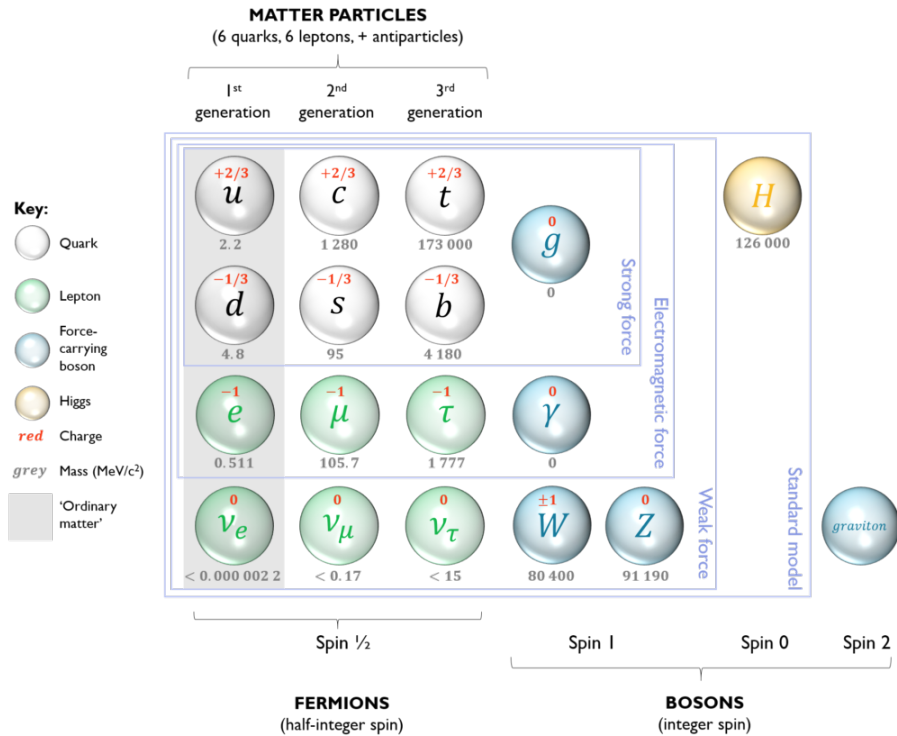 MATTER PARTICLES
(6 quarks, 6 leptons, + antiparticles)
1st generation
2nd generation
3rd generation
+2/3
u
2.2
+2/3
c
1 280
+2/3
t
173 000
0
g
0
H
126 000
−1/3
d
4.8
−1/3
s
95
−1/3
b
4 180
Strong force
−1
e
0.511
−1
μ
105.7
−1
τ
1 777
0
γ
0
Electromagnetic force
0
νe
< 0.000 002 2
0
νμ
< 0.17
0
ντ
< 15
±1
W
80 400
0
Z
91 190
Weak force
Standard model
graviton
Key:
Quark
Lepton
Force-
carrying
boson
Higgs
red Charge
grey Mass (MeV/c²)
‘Ordinary
matter’
Spin ½
Spin 1
Spin 0
Spin 2
FERMIONS
(half-integer spin)
BOSONS
(integer spin)